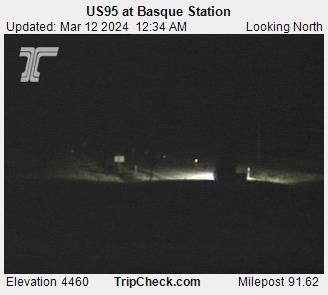 US95 at Basque Station
Updated: Mar 12 2024 12:34 AM Looking North
Elevation 4460 TripCheck.com Milepost 91.62